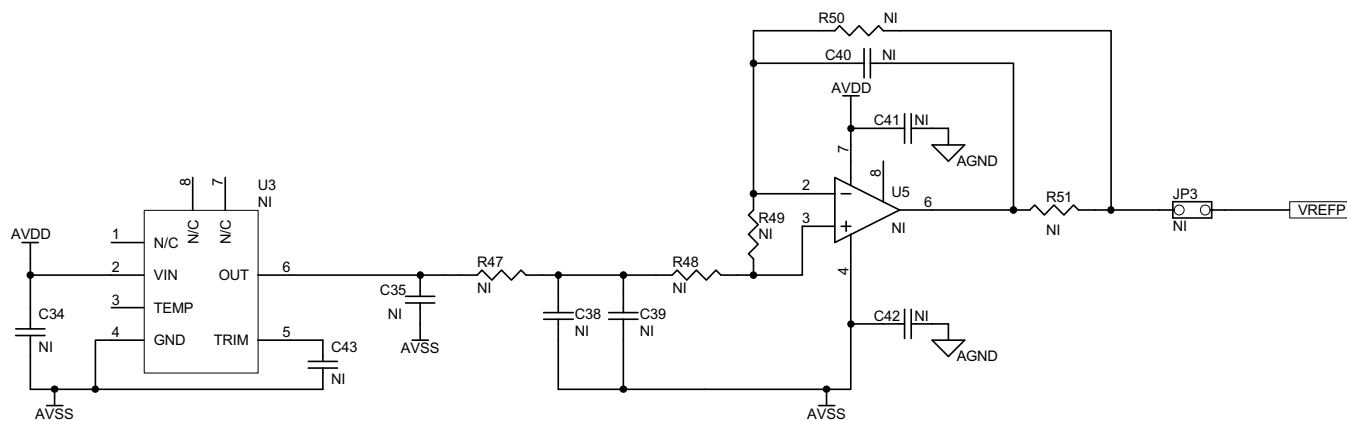 R50 NI
C40 NI
AVDD
C41 NI
AGND
7
8
2
3
U5
NI
6
4
R49
NI
R51
NI
JP3
NI
VREFP
8
7
U3
NI
N/C
N/C
AVDD
1
N/C
2
VIN
OUT
6
3
TEMP
4
GND
TRIM
5
C34
NI
C43
NI
AVSS
C35
NI
AVSS
R47
NI
R48
NI
C38
NI
C39
NI
C42 NI
AGND
AVSS